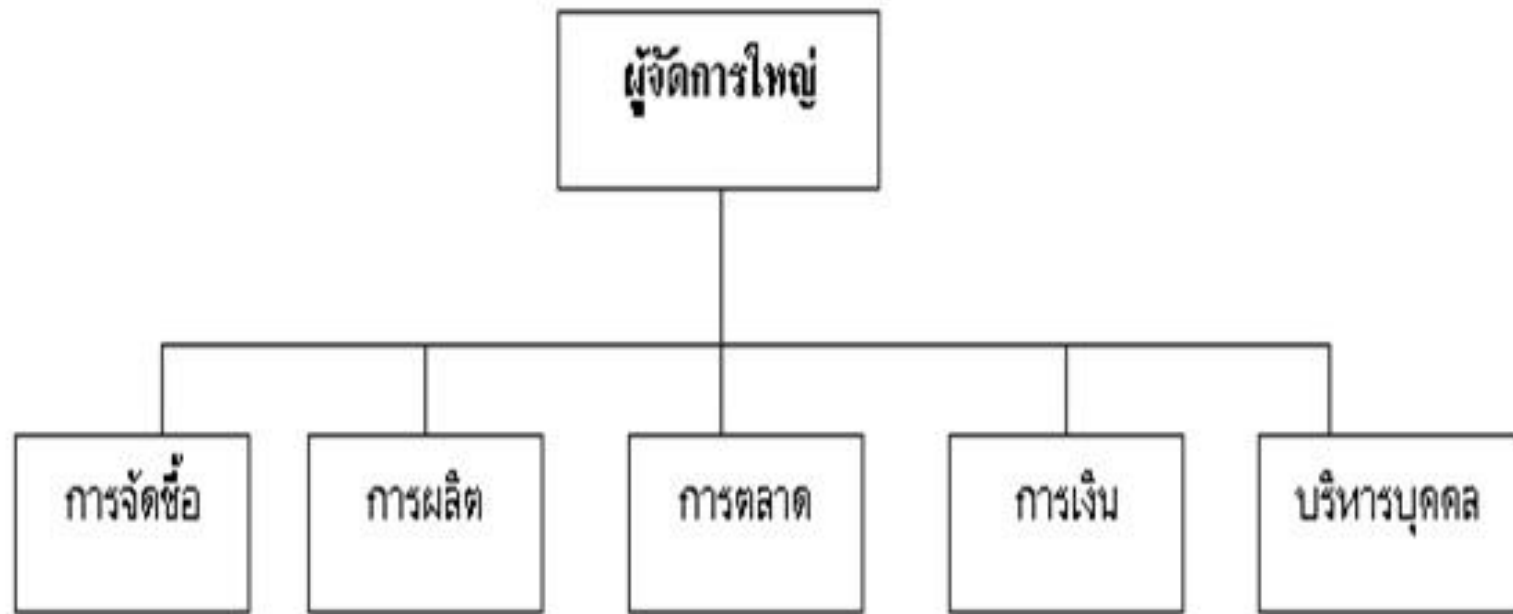 ผู้จัดการใหญ่
การจัดซื้อ
การผลิต
การตลาด
การเงิน
บริหารบุคคล